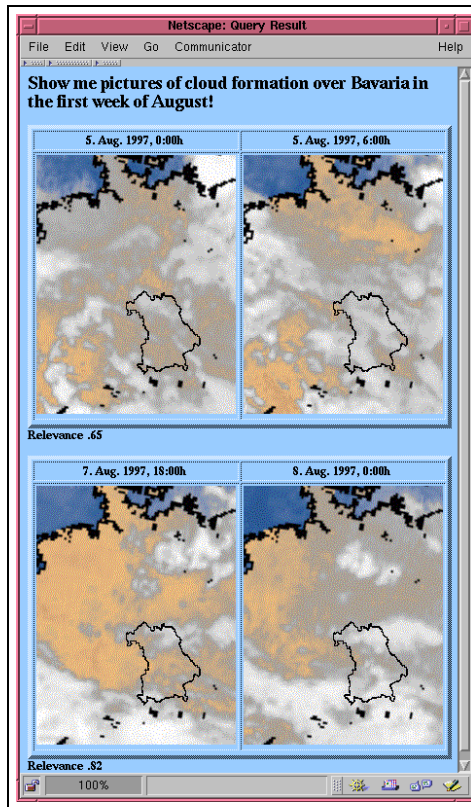 Netscape: Query Result
File Edit View Go Communicator Help
Show me pictures of cloud formation over Bavaria in
the first week of August!
5. Aug. 1997, 0:00h 5. Aug. 1997, 6:00h
Relevance .65
7. Aug. 1997, 18:00h 8. Aug. 1997, 0:00h
Relevance .82
100%